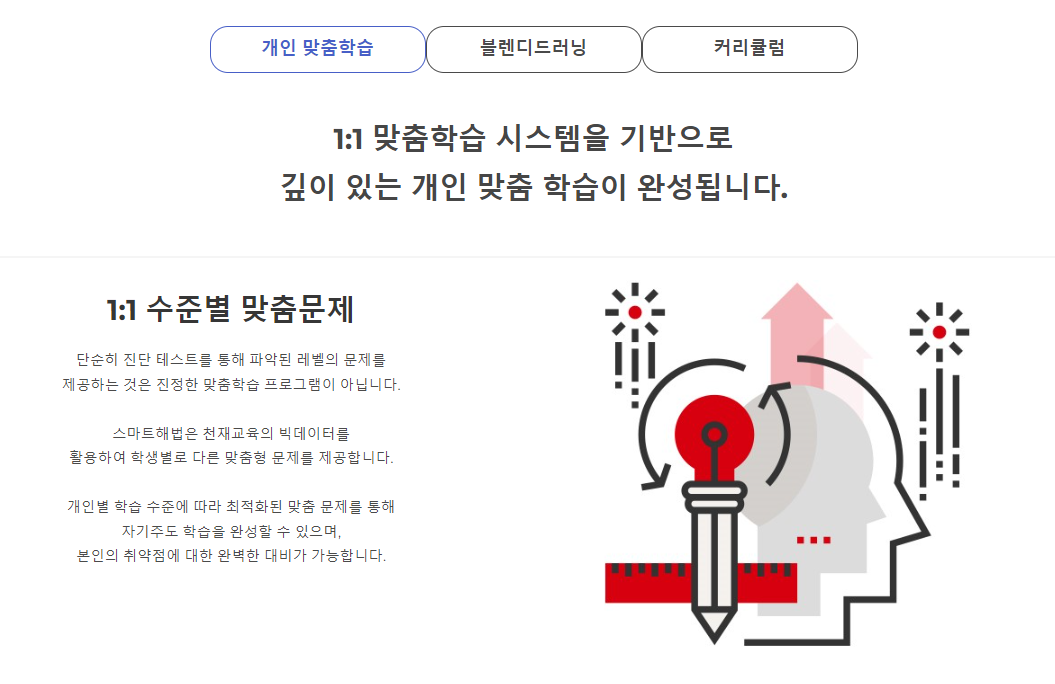 개인 맞춤학습
블렌디드러닝
커리큘럼
1:1 맞춤학습 시스템을 기반으로
깊이 있는 개인 맞춤 학습이 완성됩니다.
1:1 수준별 맞춤문제
단순히 진단 테스트를 통해 파악된 레벨의 문제를
제공하는 것은 진정한 맞춤학습 프로그램이 아닙니다.
스마트해법은 천재교육의 빅데이터를
활용하여 학생별로 다른 맞춤형 문제를 제공합니다.
개인별 학습 수준에 따라 최적화된 맞춤 문제를 통해
자기주도 학습을 완성할 수 있으며,
본인의 취약점에 대한 완벽한 대비가 가능합니다.